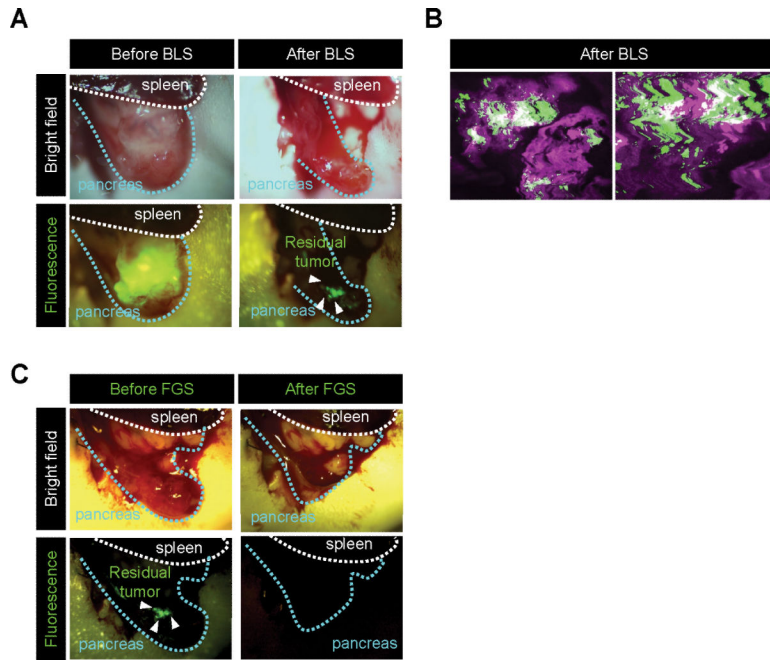 A
Before BLS
After BLS
Bright field
spleen
pancreas
spleen
pancreas
Fluorescence
spleen
pancreas
Residual
tumor
spleen
pancreas
B
After BLS
C
Before FGS
After FGS
Bright field
spleen
pancreas
spleen
pancreas
Fluorescence
spleen
Residual
tumor
pancreas
spleen
pancreas